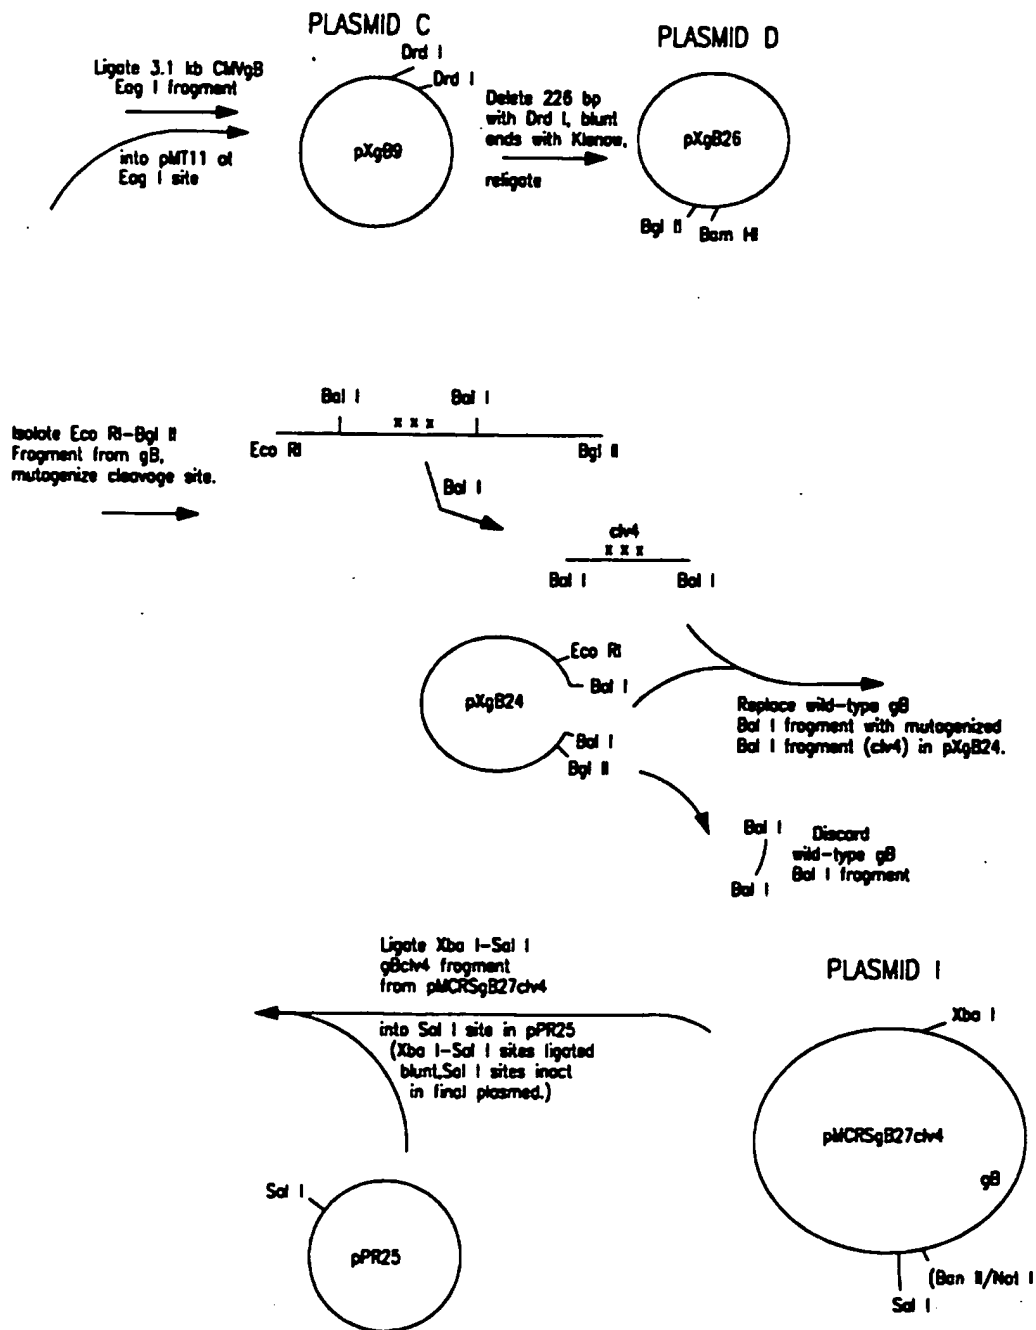 PLASMID C
PLASMID D
Drd I
Drd I
Ligate 3.1 kb CMVgB
Eag I fragment
into pMT11 at
Eag I site
pXgB9
Delete 226 bp
with Drd I, blunt
ends with Klenow,
religate
pXgB26
Bgl II
Bam HI
Isolate Eco RI-Bgl II
Fragment from gB,
mutagenize cleavage site.
Bal I
Bal I
x x x
Eco RI
Bgl II
Bal I
clv4
x x x
Bal I
Bal I
pXgB24
Eco RI
Bal I
Bal I
Bgl II
Replace wild-type gB
Bal I fragment with mutagenized
Bal I fragment (clv4) in pXgB24.
Bal I
Bal I
Discard
wild-type gB
Bal I fragment
Ligate Xba I-Sal I
gBclv4 fragment
from pMCRSgB27clv4
into Sal I site in pPR25
(Xba I-Sal I sites ligated
blunt,Sal I sites inact
in final plasmed.)
PLASMID I
Xba I
pMCRSgB27clv4
gB
(Ban II/Not I
Sal I
Sal I
pPR25